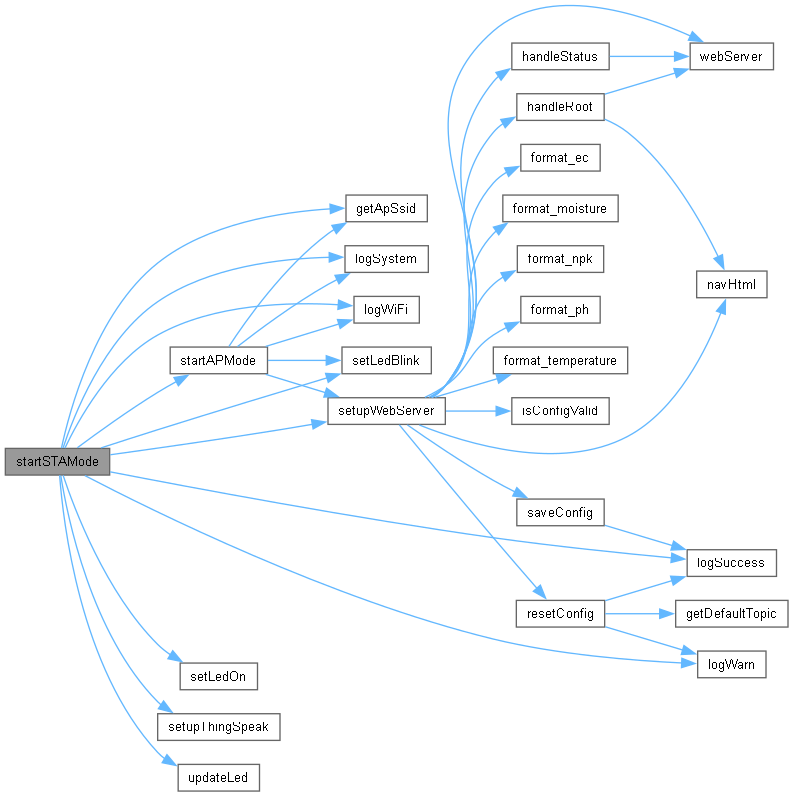 handleStatus
webServer
handleRoot
format_ec
getApSsid
format_moisture
logSystem
format_npk
navHtml
logWiFi
format_ph
startAPMode
setLedBlink
format_temperature
setupWebServer
isConfigValid
startSTAMode
saveConfig
logSuccess
resetConfig
getDefaultTopic
logWarn
setLedOn
setupThingSpeak
updateLed